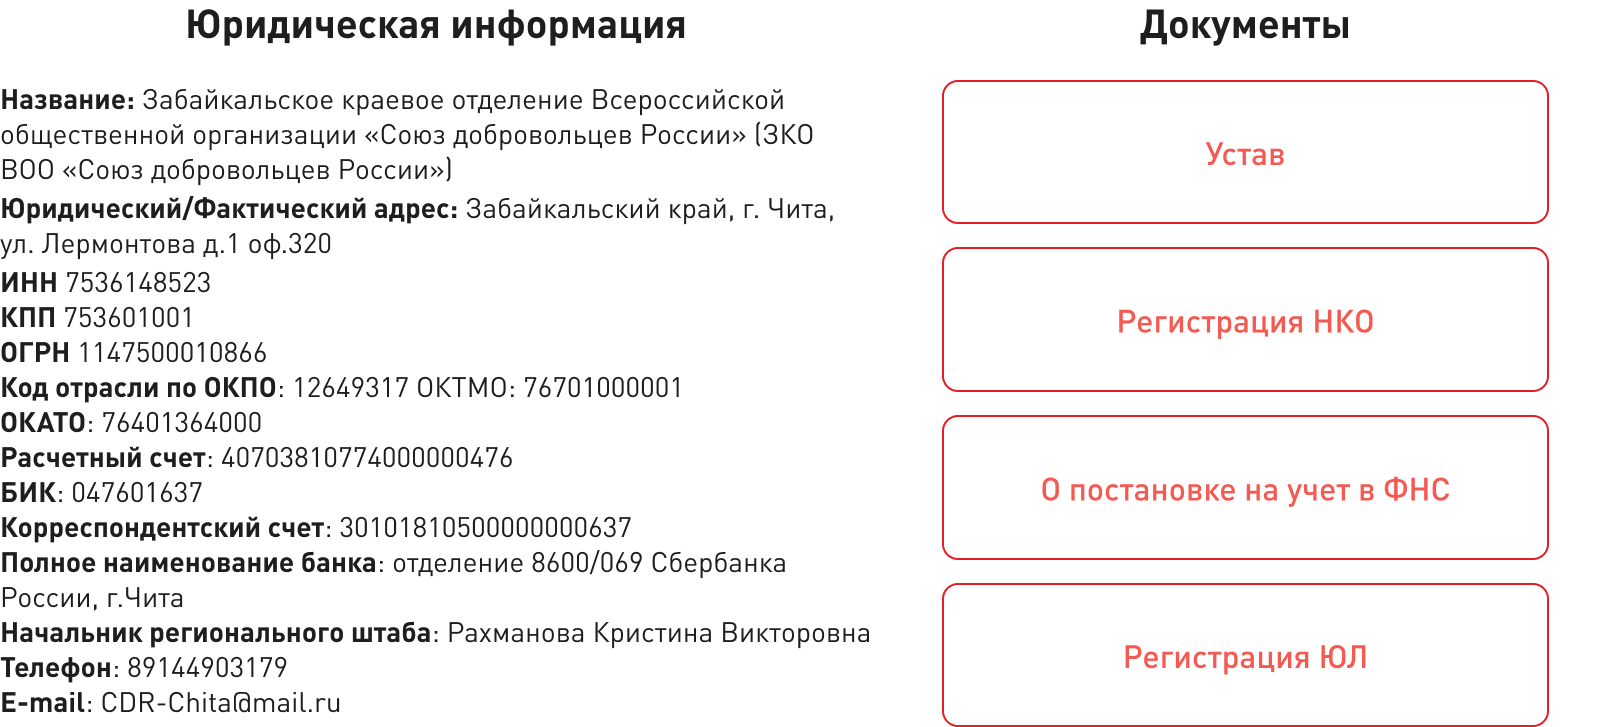 Юридическая информация
Название: Забайкальское краевое отделение Всероссийской
общественной организации «Союз добровольцев России» (ЗКО
ВОО «Союз добровольцев России»)
Юридический/Фактический адрес: Забайкальский край, г. Чита,
ул. Лермонтова д.1 оф.320
ИНН 7536148523
КПП 753601001
ОГРН 1147500010866
Код отрасли по ОКПО: 12649317 ОКТМО: 76701000001
ОКАТО: 76401364000
Расчетный счет: 40703810774000000476
БИК: 047601637
Корреспондентский счет: 30101810500000000637
Полное наименование банка: отделение 8600/069 Сбербанка
России, г.Чита
Начальник регионального штаба: Рахманова Кристина Викторовна
Телефон: 89144903179
E-mail: CDR-Chita@mail.ru
Документы
Устав
Регистрация НКО
О постановке на учет в ФНС
Регистрация ЮЛ